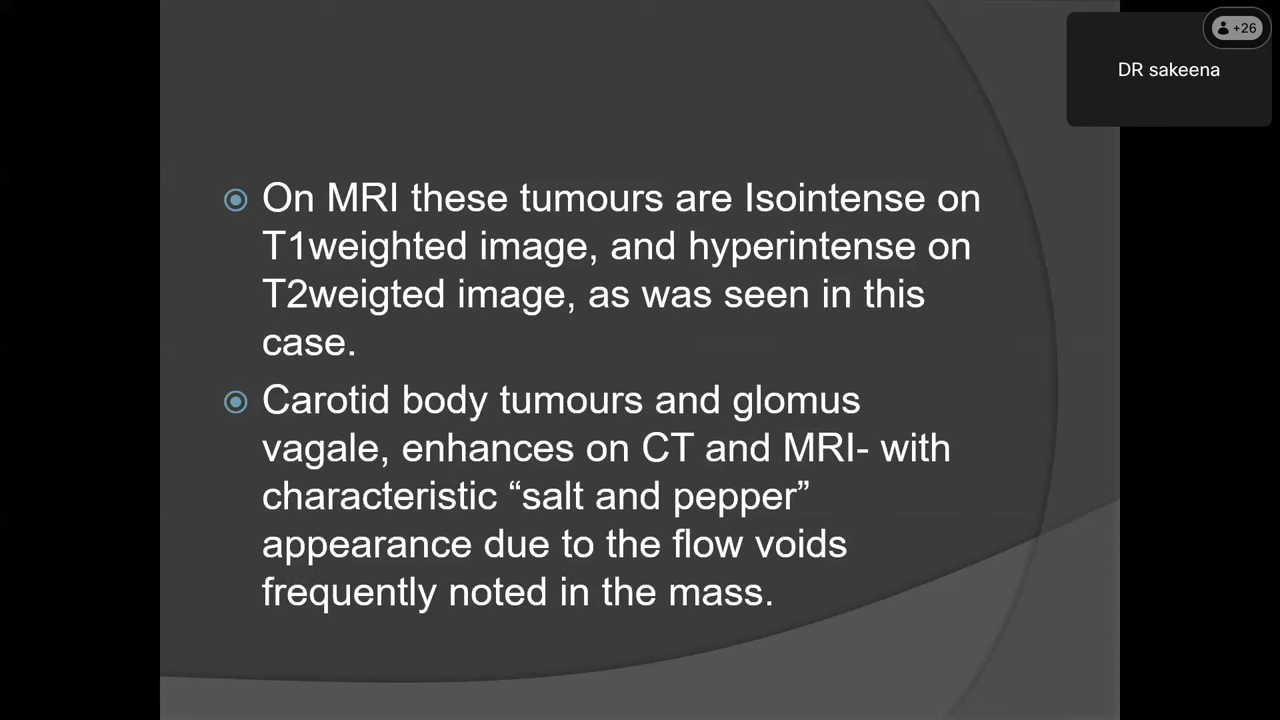 +26
DR sakeena
On MRI these tumours are Isointense on
T1weighted image, and hyperintense on
T2weigted image, as was seen in this
case.
Carotid body tumours and glomus
vagale, enhances on CT and MRI- with
characteristic “salt and pepper”
appearance due to the flow voids
frequently noted in the mass.